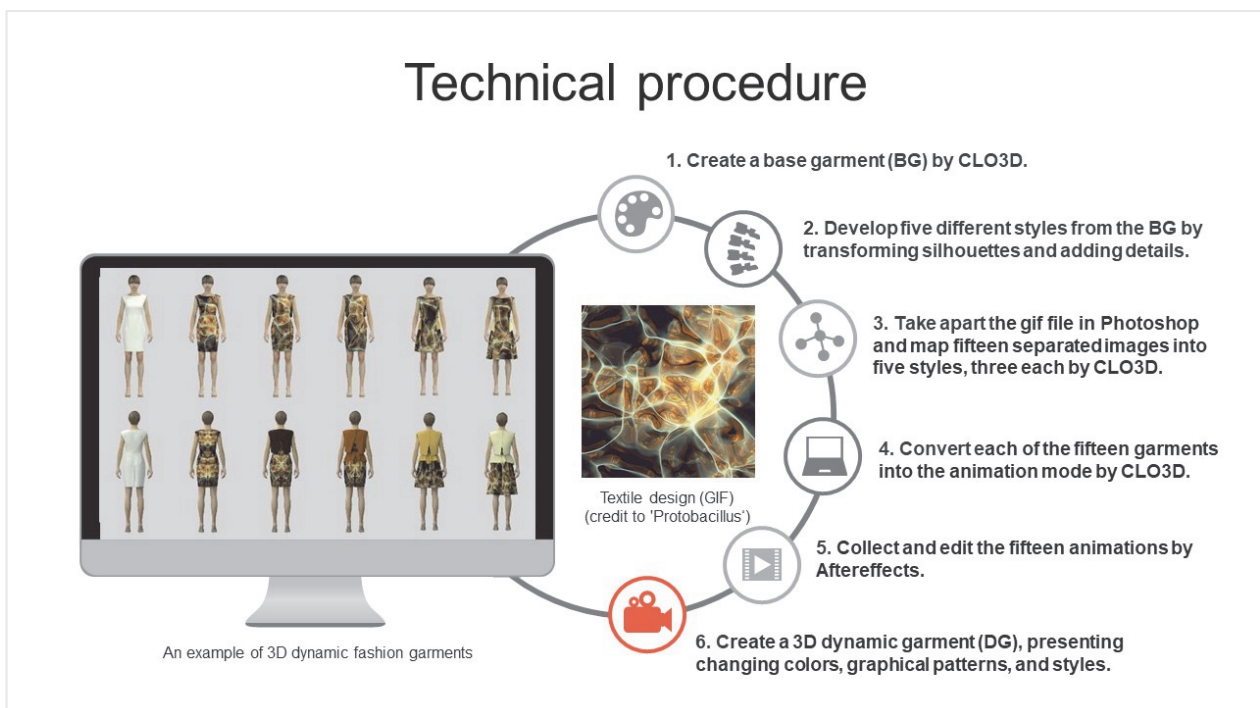 Technical procedure
1. Create a base garment (BG) by CLO3D.
2. Develop five different styles from the BG by
transforming silhouettes and adding details.
3. Take apart the gif file in Photoshop
and map fifteen separated images into
five styles, three each by CLO3D.
4. Convert each of the fifteen garments
into the animation mode by CLO3D.
Textile design (GIF)
(credit to 'Protobacillus‘)
5. Collect and edit the fifteen animations by
Aftereffects.
6. Create a 3D dynamic garment (DG), presenting
changing colors, graphical patterns, and styles.
An example of 3D dynamic fashion garments